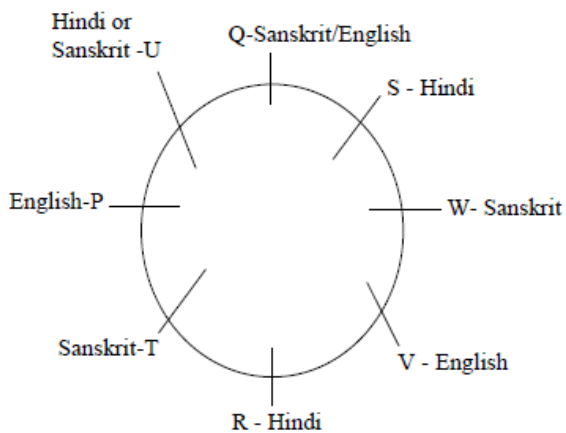 Hindi or
Sanskrit -U
Q-Sanskrit/English
S - Hindi
English-P
W- Sanskrit
Sanskrit-T
V - English
R - Hindi